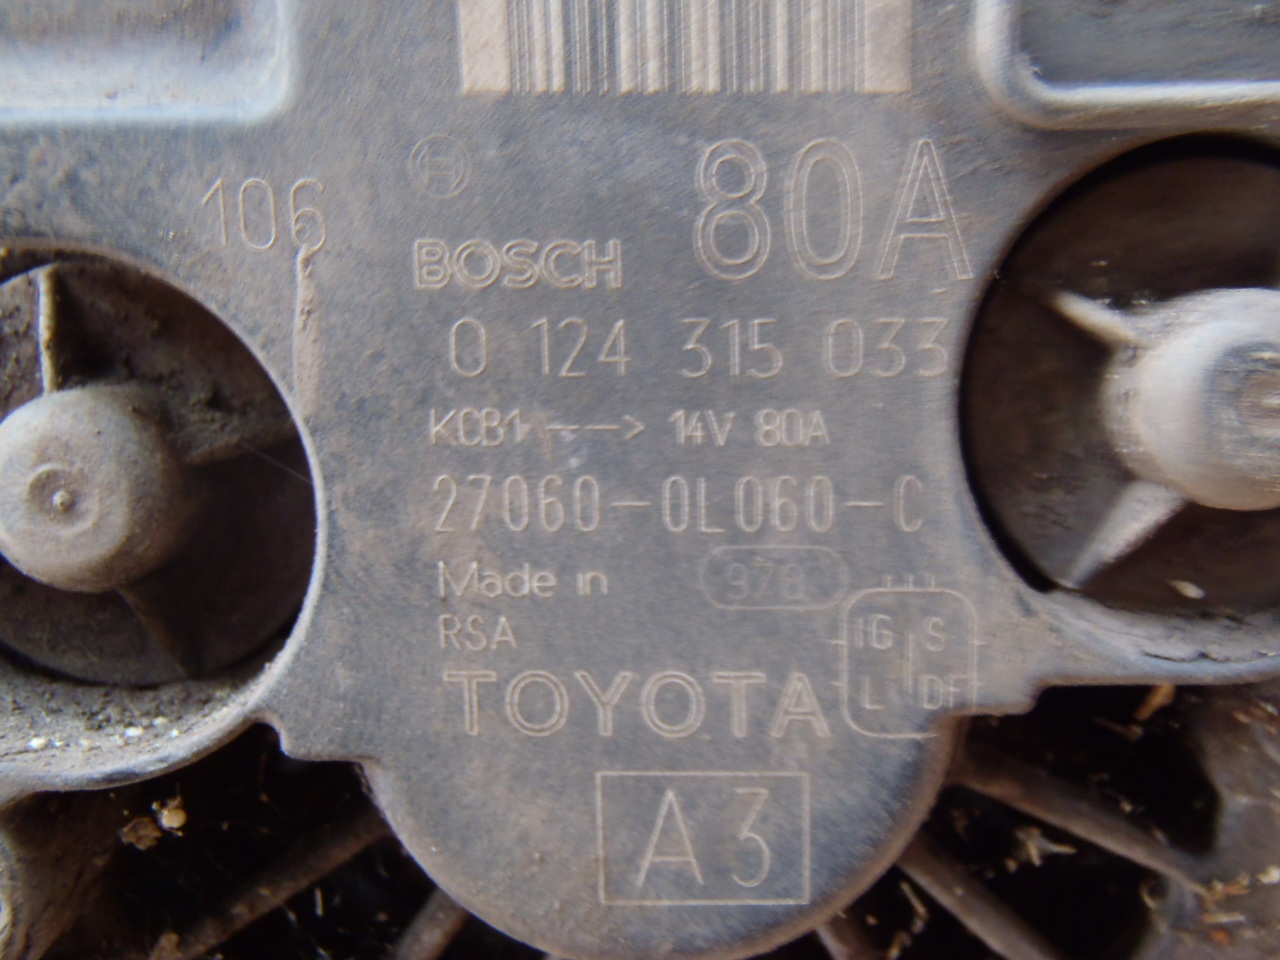 106
80A
BOSCH
0 124 315 033
KCB1 ---> 14V 80A
27060-0L060-C
Made in
978
RSA
IG S
L DF
TOYOTA
A3